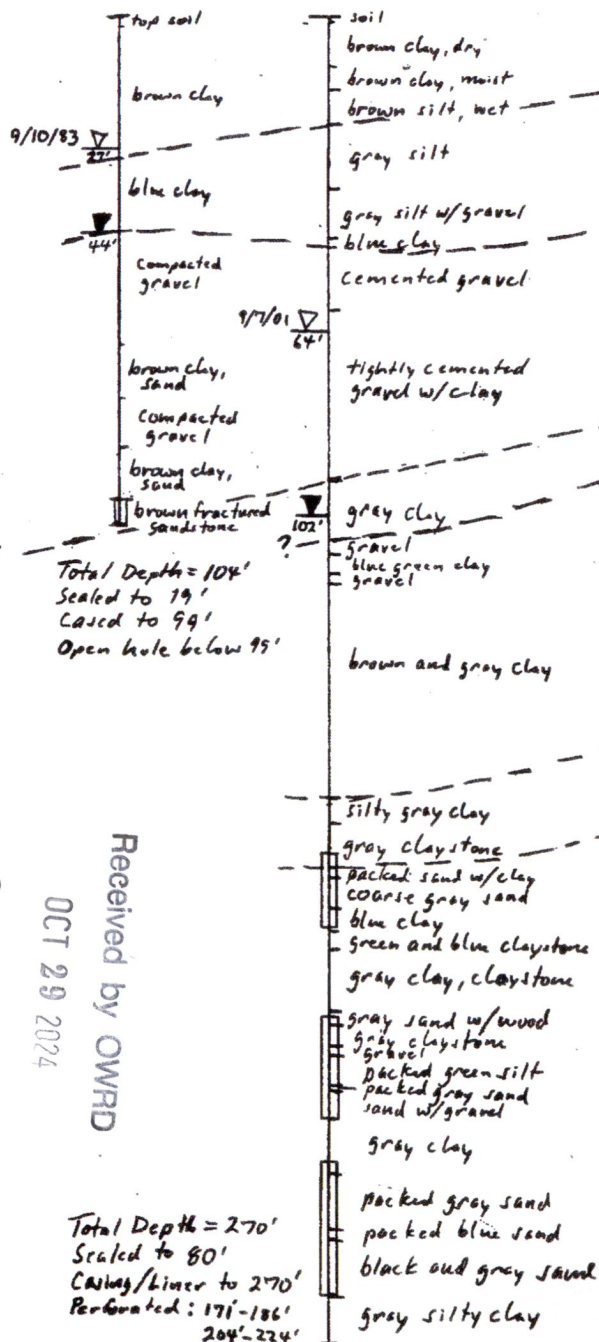 top soil
brown clay
9/10/83
27'
blue clay
44'
Compacted
gravel
brown clay,
sand
Compacted
gravel
brown clay,
sand
brown fractured
sandstone
Total Depth = 104'
Sealed to 19'
Cased to 99'
Open hole below 99'
soil
brown clay, dry
brown clay, moist
brown silt, wet
gray silt
gray silt w/gravel
blue clay
cemented gravel
9/7/01
64'
tightly cemented
gravel w/clay
102'
gray clay
?
gravel
blue green clay
gravel
brown and gray clay
silty gray clay
gray claystone
packed sand w/clay
coarse gray sand
blue clay
green and blue claystone
gray clay, claystone
gray sand w/wood
gray claystone
gravel
packed green silt
packed gray sand
sand w/gravel
gray clay
packed gray sand
packed blue sand
black and gray sand
gray silty clay
Total Depth = 270'
Sealed to 80'
Casing/Liner to 270'
Perforated: 171'-186'
204'-224'
Received by OWRD
OCT 29 2024